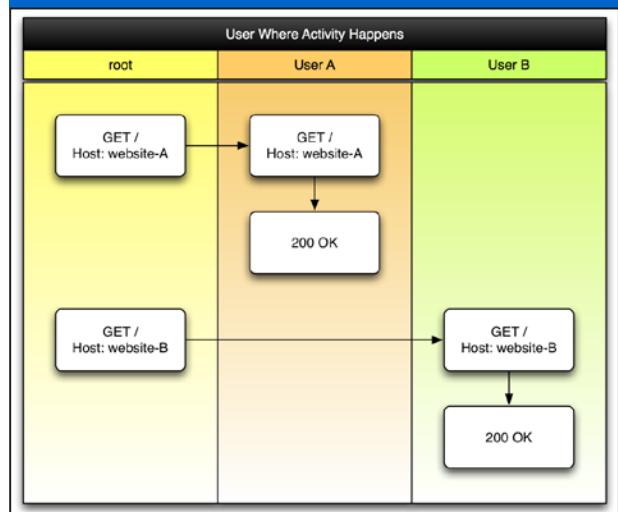 User Where Activity Happens
root
User A
User B
GET /
Host: website-A
GET /
Host: website-A
200 OK
GET /
Host: website-B
GET /
Host: website-B
200 OK